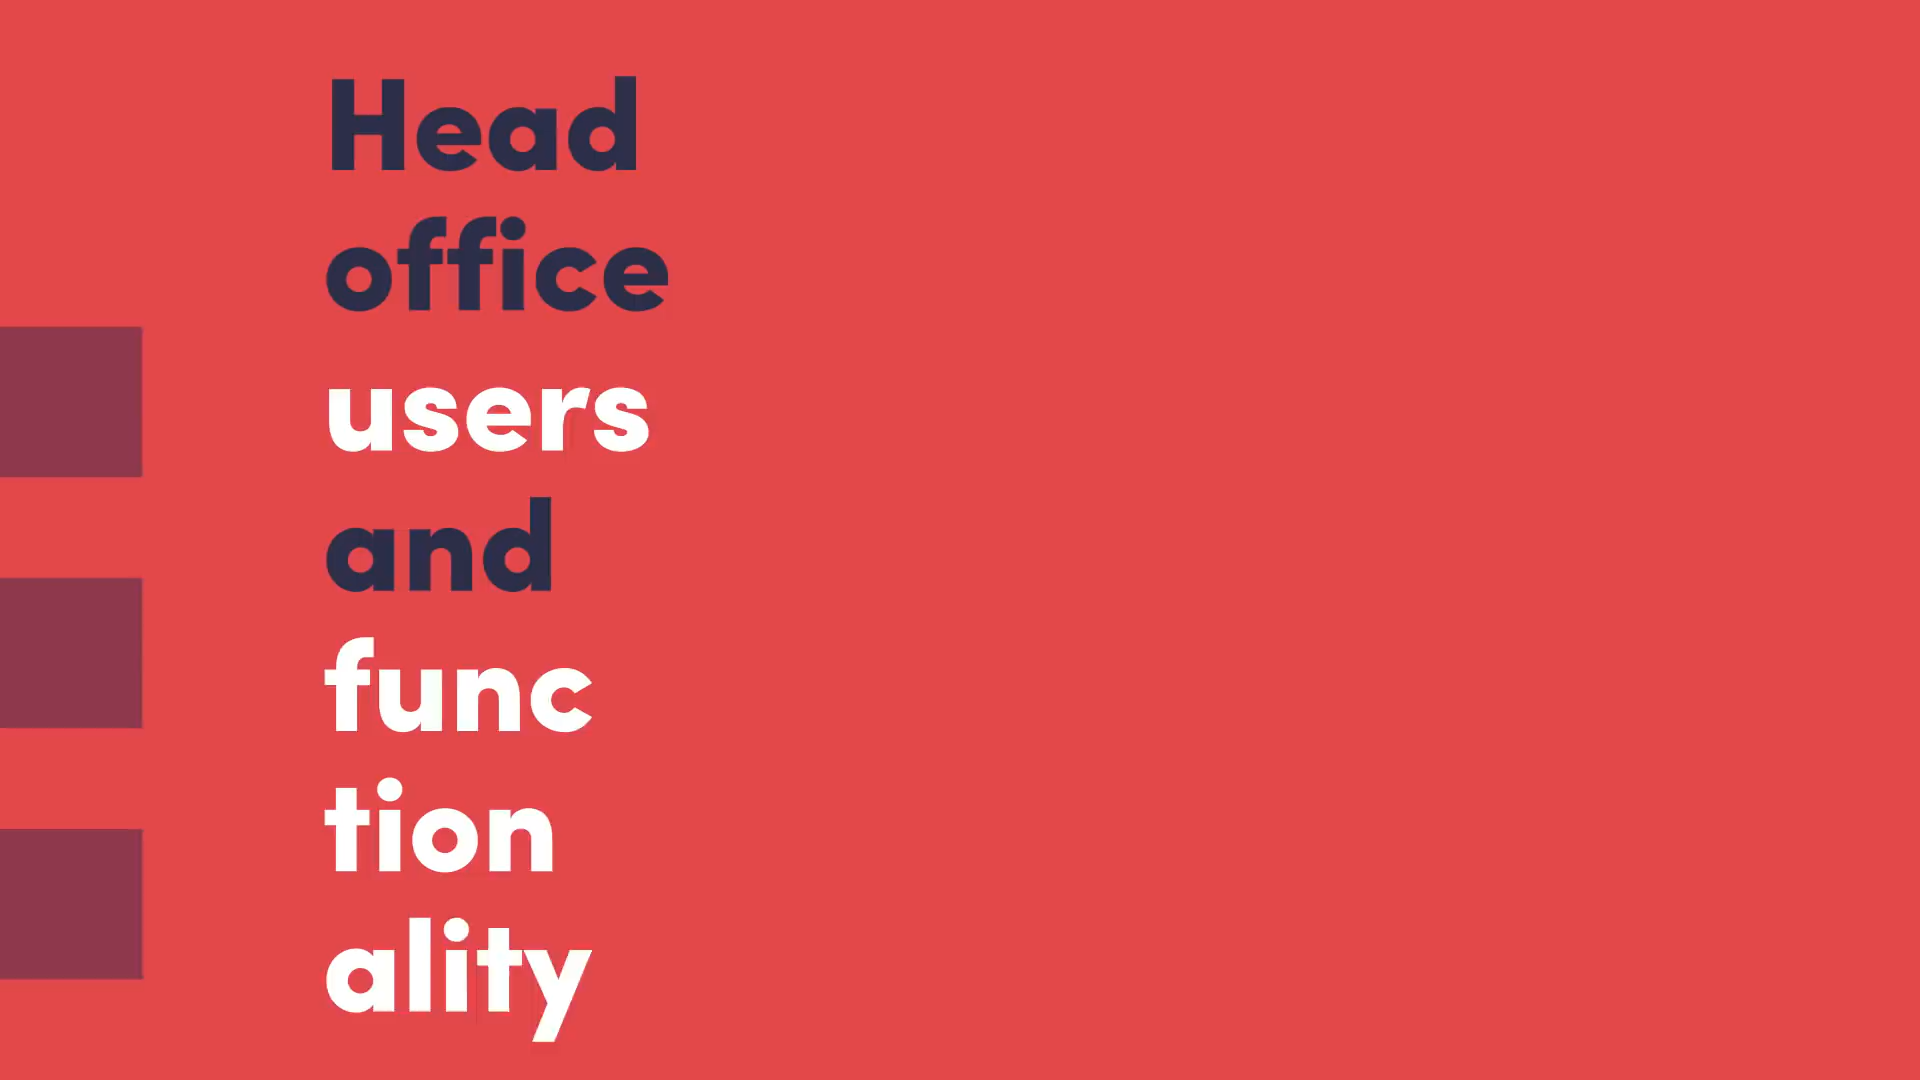 Head
office
users
and
func
tion
ality